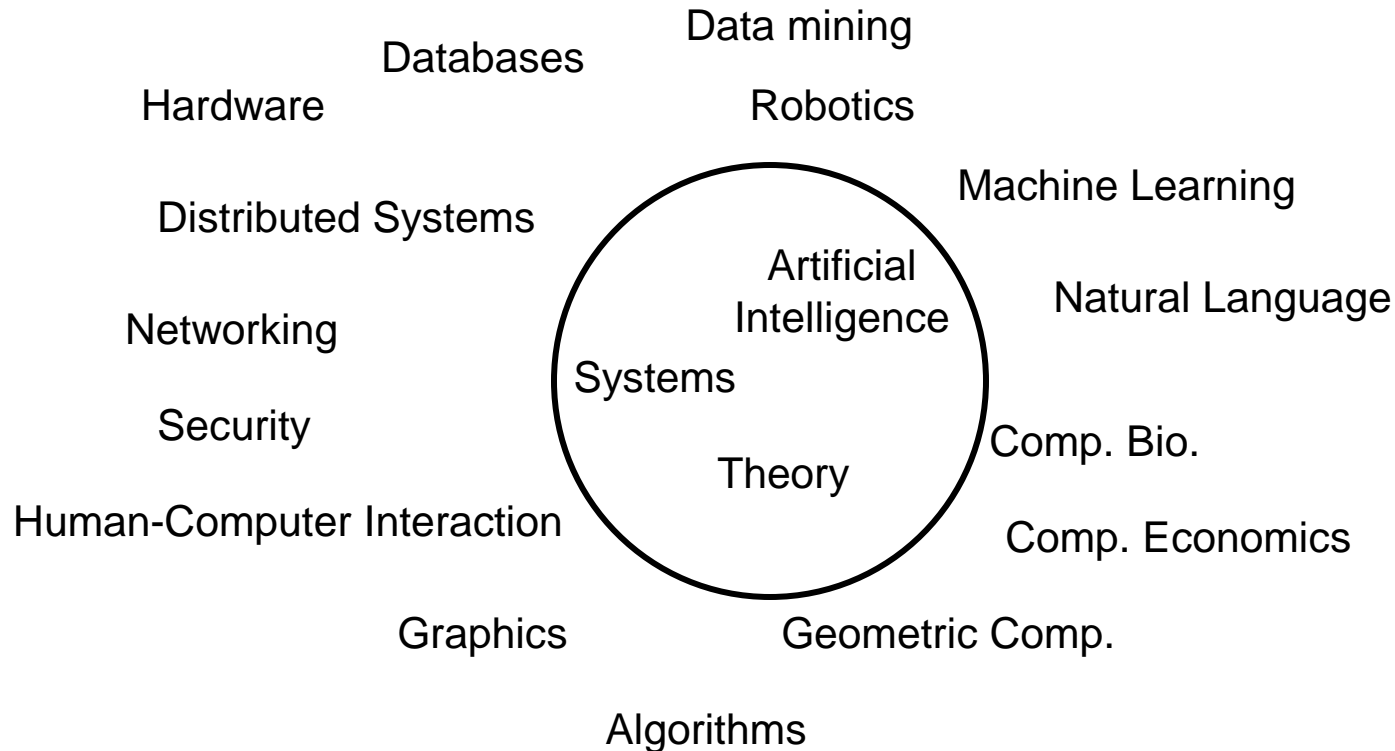 Data mining
Databases
Hardware
Robotics
Machine Learning
Distributed Systems
Artificial
Intelligence
Natural Language
Networking
Systems
Security
Comp. Bio.
Theory
Human-Computer Interaction
Comp. Economics
Graphics
Geometric Comp.
Algorithms